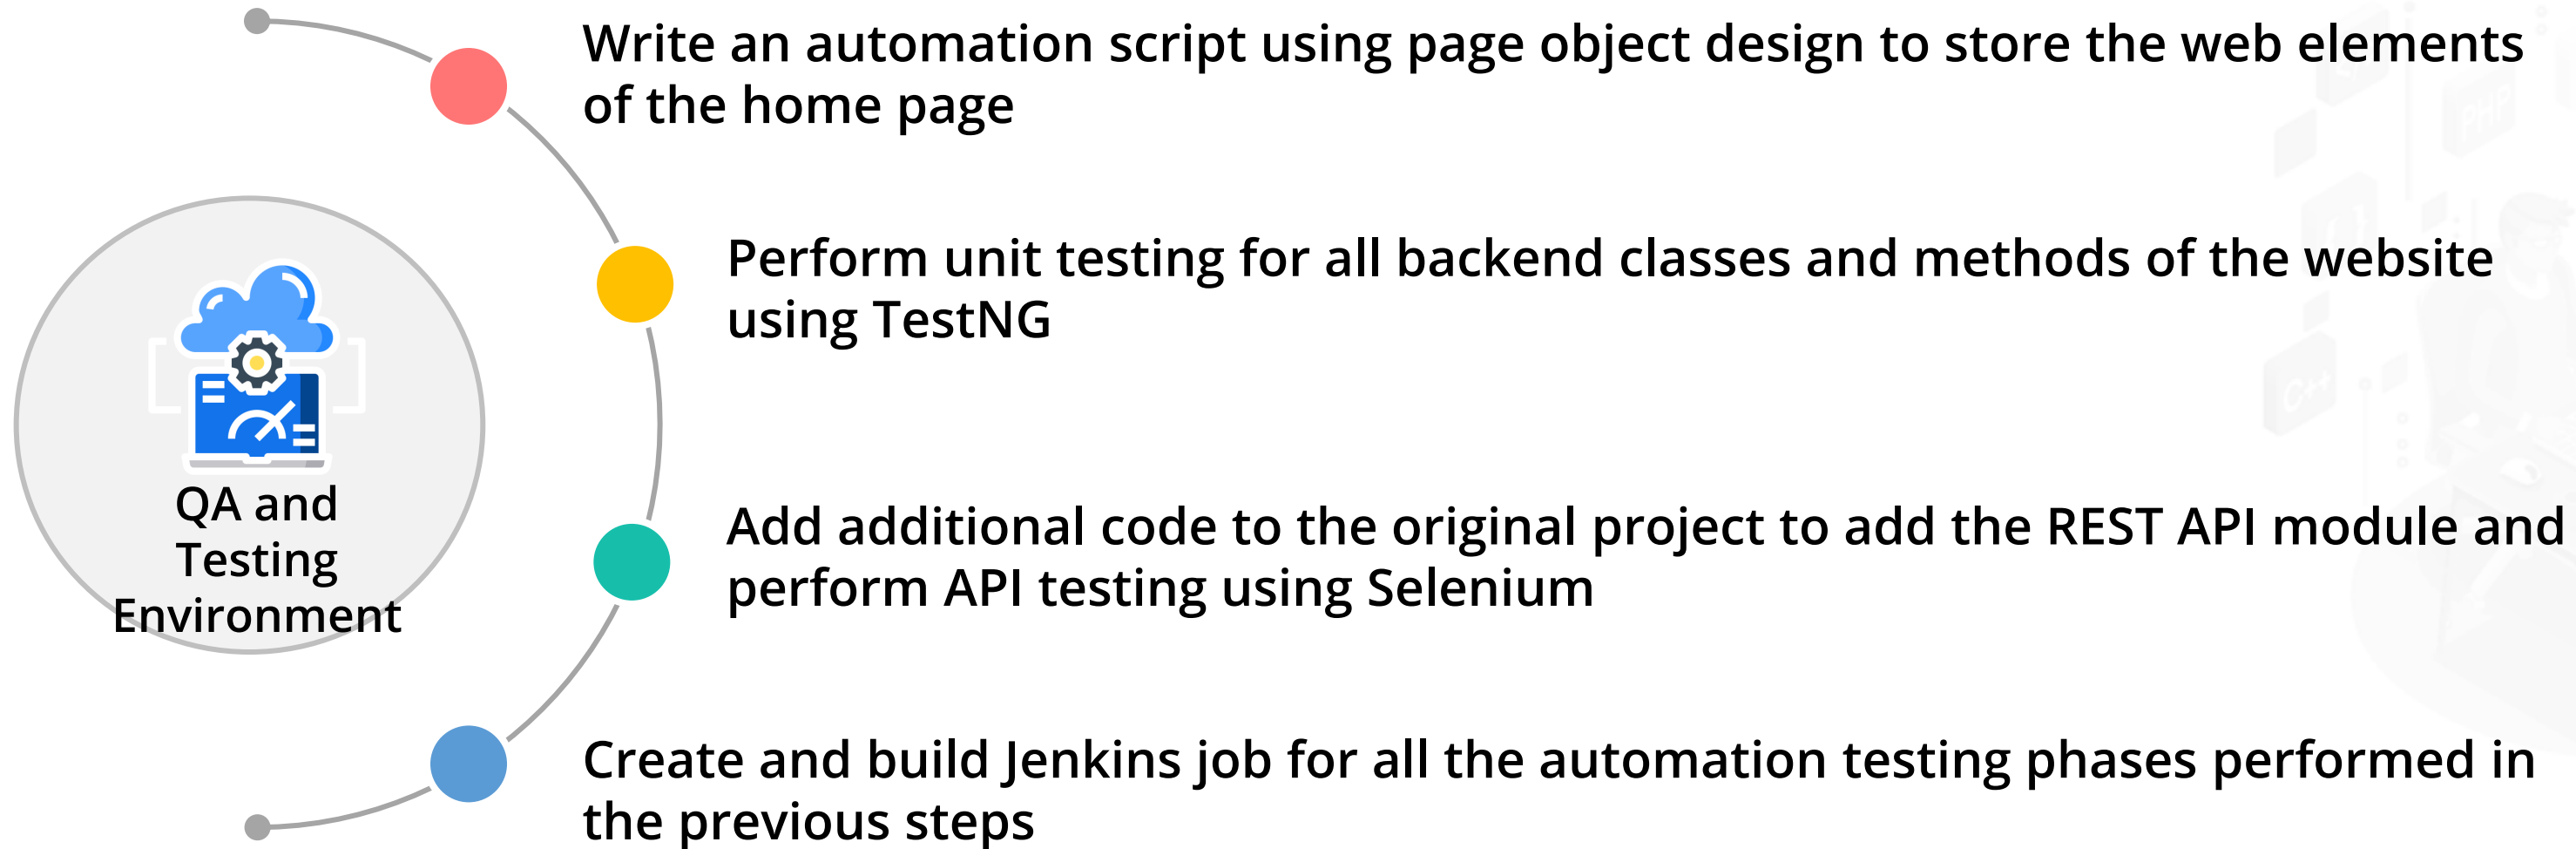 Write an automation script using page object design to store the web elements
of the home page
Perform unit testing for all backend classes and methods of the website
using TestNG
QA and
Testing
Environment
Add additional code to the original project to add the REST API module and
perform API testing using Selenium
Create and build Jenkins job for all the automation testing phases performed in
the previous steps
PHP
C++